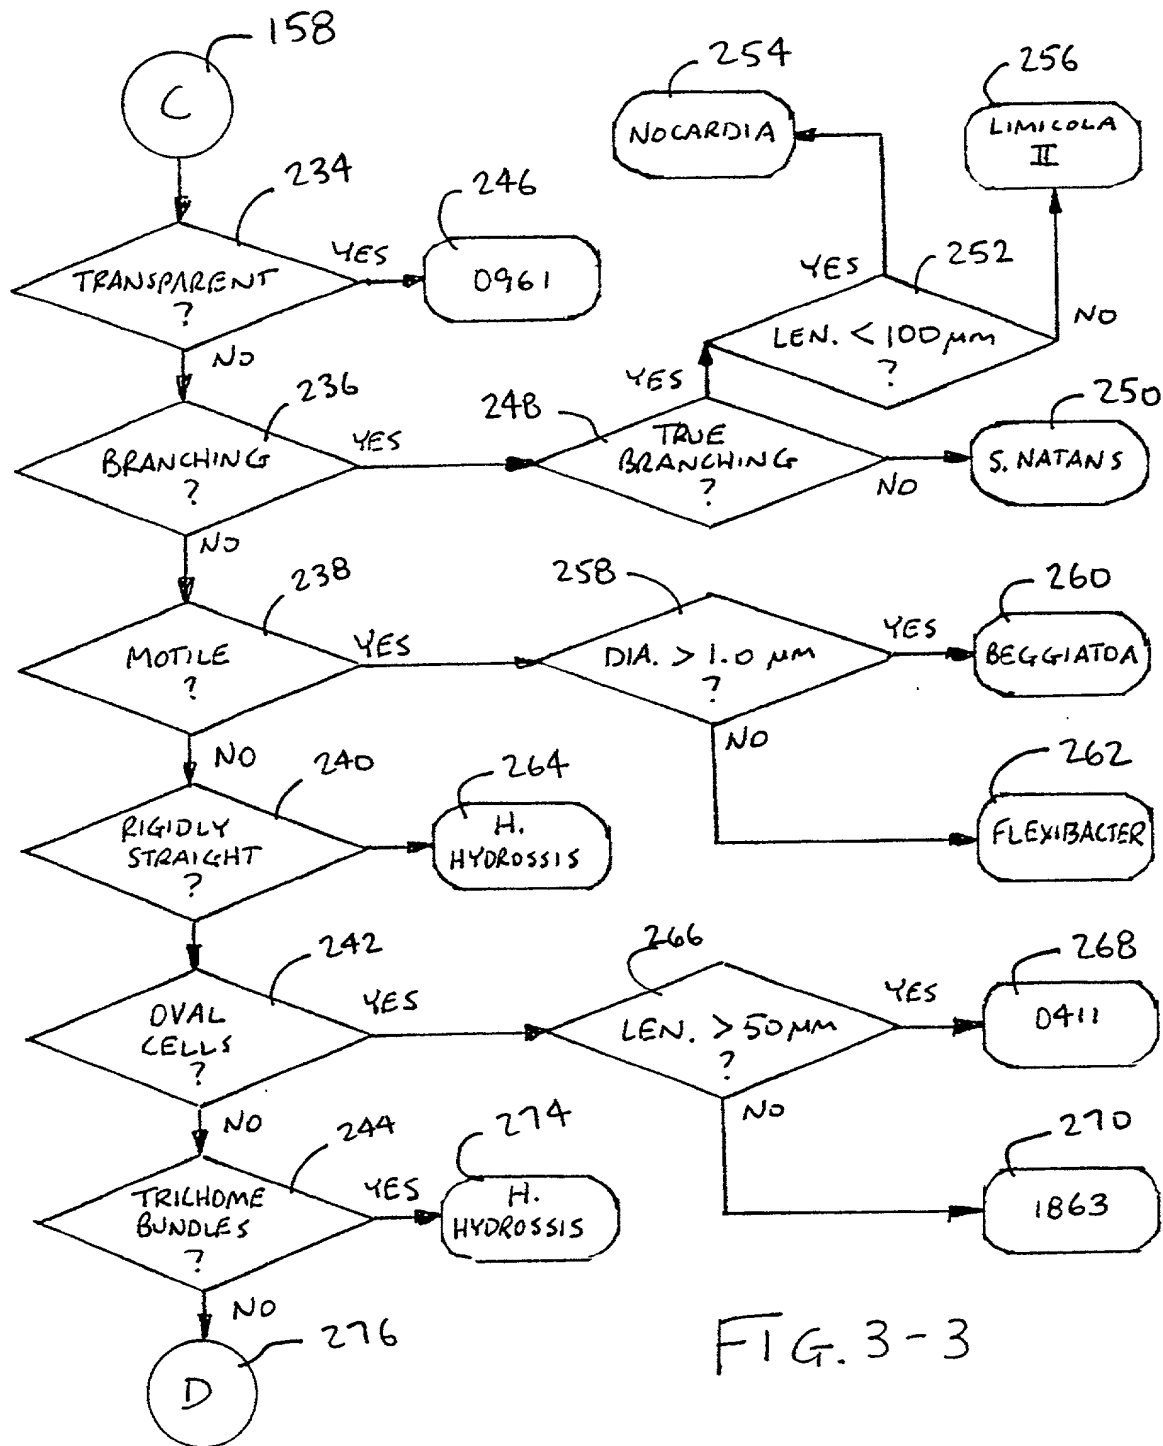 158
C
254
NOCARDIA
256
LIMICOLA
II
234
TRANSPARENT
?
YES
246
0961
NO
YES
252
LEN. < 100 μm
?
NO
236
BRANCHING
?
YES
248
YES
TRUE
BRANCHING
?
NO
250
S. NATANS
NO
238
MOTILE
?
YES
258
DIA. > 1.0 μm
?
YES
260
BEGGIATOA
NO
NO
262
FLEXIBACTER
240
RIGIDLY
STRAIGHT
?
264
H.
HYDROSSIS
242
OVAL
CELLS
?
YES
266
LEN. > 50 μm
?
YES
268
0411
NO
NO
270
1863
244
TRICHOME
BUNDLES
?
YES
274
H.
HYDROSSIS
NO
276
D
FIG. 3-3